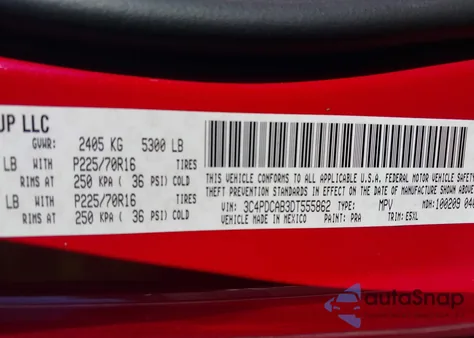 UP LLC
GVWR: 2405 KG 5300 LB
LB WITH P225/70R16 TIRES
RIMS AT 250 KPA ( 36 PSI) COLD
LB WITH P225/70R16 TIRES
RIMS AT 250 KPA ( 36 PSI) COLD
THIS VEHICLE CONFORMS TO ALL APPLICABLE U.S.A. FEDERAL MOTOR VEHICLE SAFETY
THEFT PREVENTION STANDARDS IN EFFECT ON THE DATE OF MANUFACTURE
VIN: 3C4PDCAB3DT555862 TYPE: MPV MDH: 100209 04
VEHICLE MADE IN MEXICO PAINT: PRA TRIM: E5XL
autoSnap